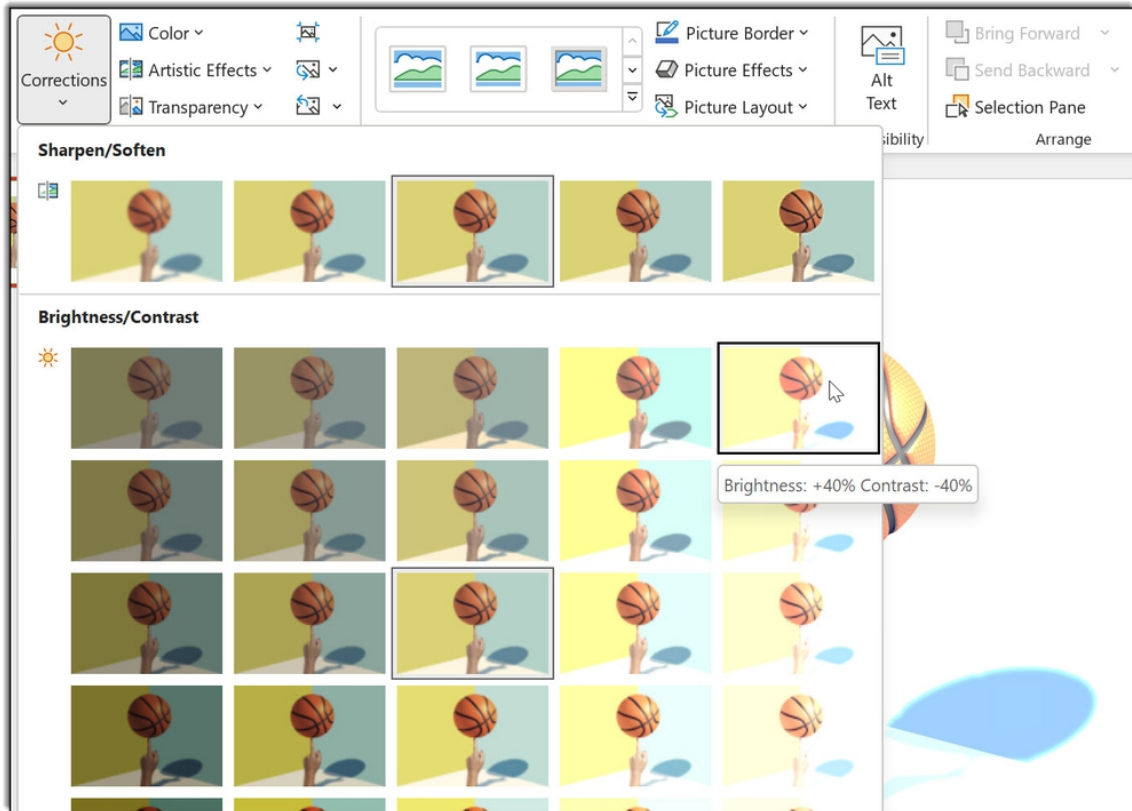 Corrections
Color
Artistic Effects
Transparency
Picture Border
Picture Effects
Picture Layout
Alt
Text
Bring Forward
Send Backward
Selection Pane
sibility
Arrange
Sharpen/Soften
Brightness/Contrast
Brightness: +40% Contrast: -40%